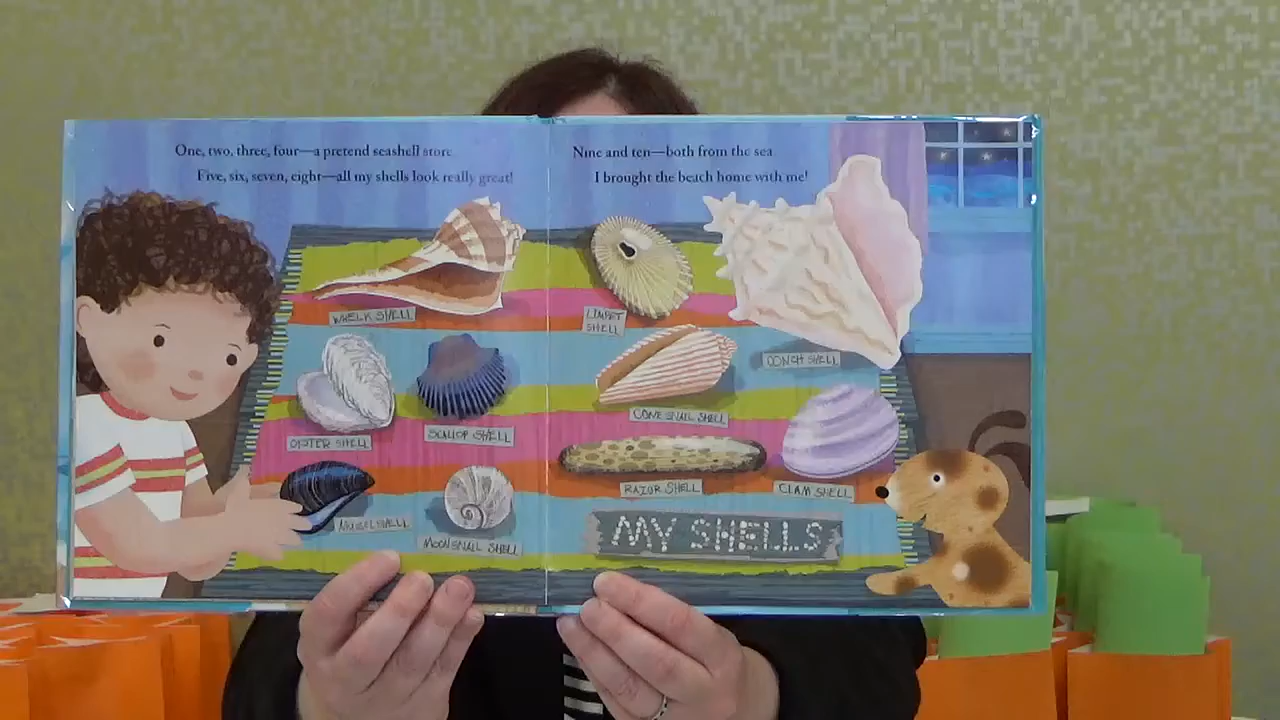 One, two, three, four—a pretend seashell store.
Five, six, seven, eight—all my shells look really great!
Nine and ten—both from the sea.
I brought the beach home with me!
WHELK SHELL
LIMPET
SHELL
CONCH SHELL
OYSTER SHELL
SCALLOP SHELL
CONE SNAIL SHELL
RAZOR SHELL
CLAM SHELL
MUSSEL SHELL
MOON SNAIL SHELL
MY SHELLS